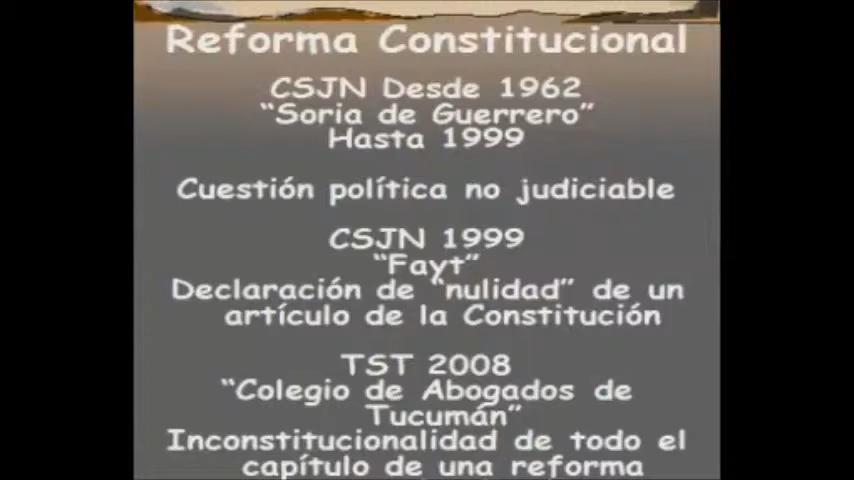 Reforma Constitucional
CSJN Desde 1962
“Soria de Guerrero”
Hasta 1999
Cuestión política no judiciable
CSJN 1999
“Fayt”
Declaración de “nulidad” de un
artículo de la Constitución
TST 2008
“Colegio de Abogados de
Tucumán”
Inconstitucionalidad de todo el
capítulo de una reforma